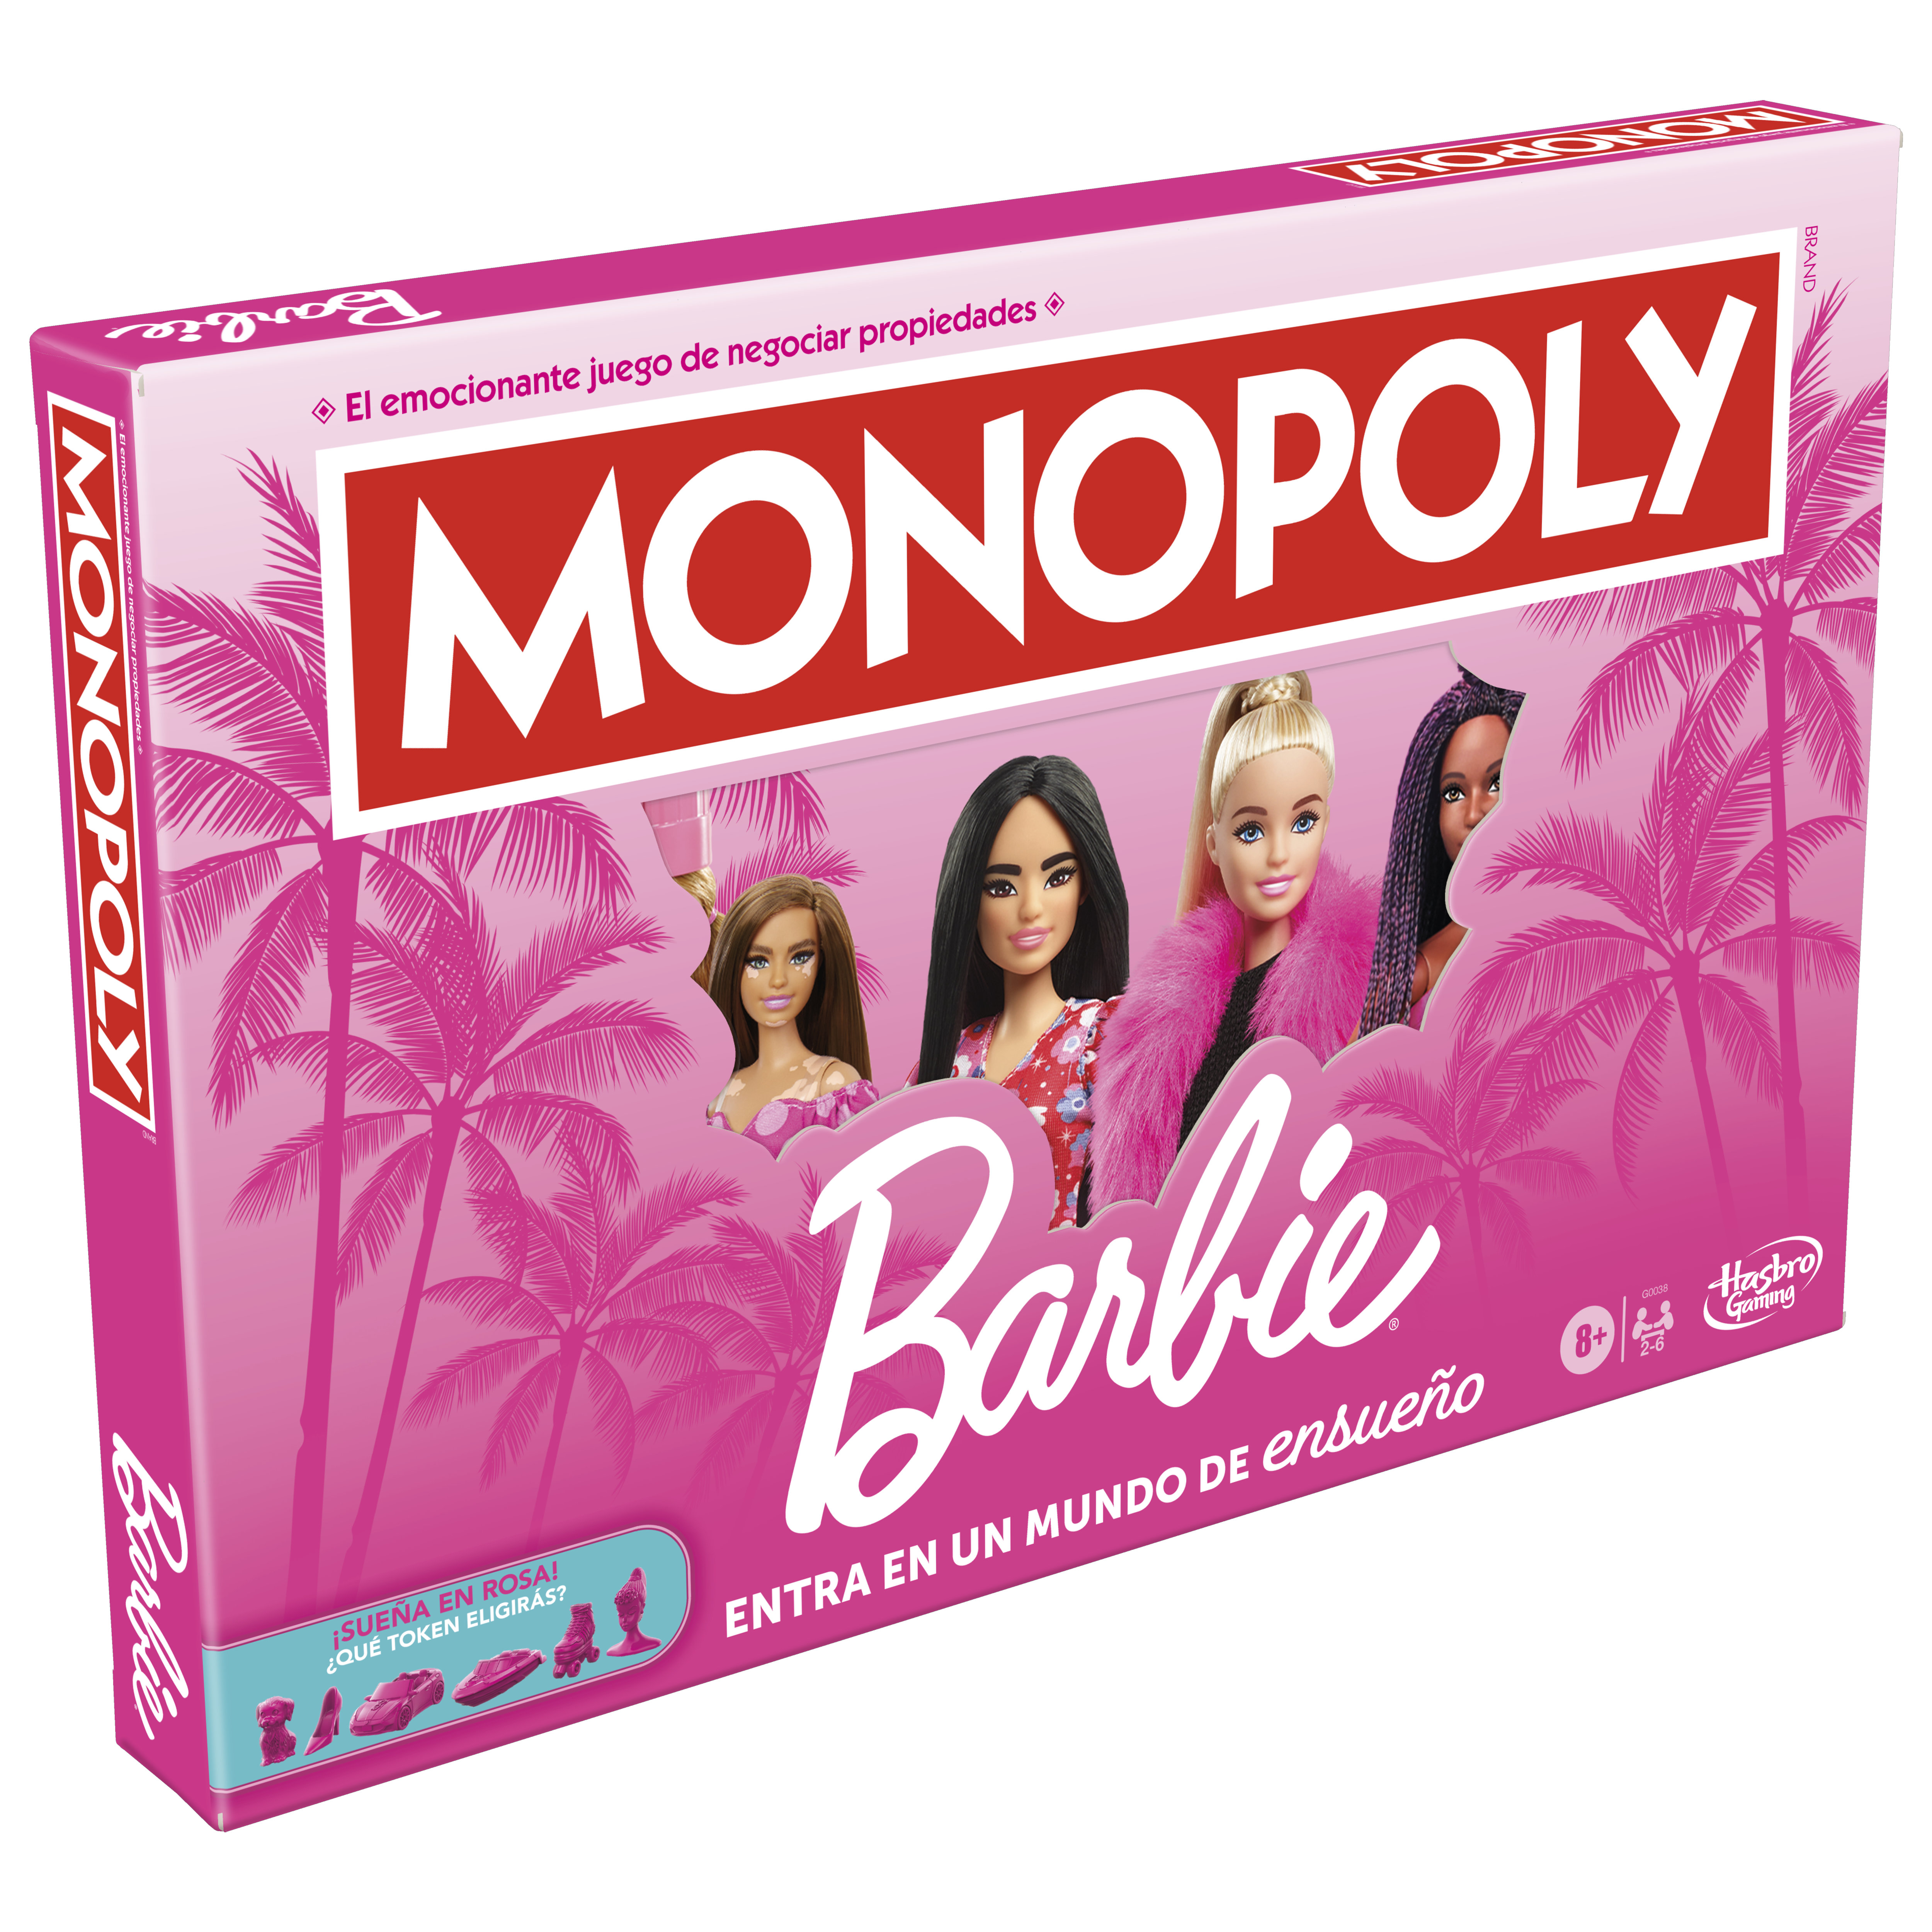 MONOPOLY
Barbie
◈ El emocionante juego de negociar propiedades ◈
MONOPOLY
BRAND
MONOPOLY
◈ El emocionante juego de negociar propiedades ◈
BRAND
Barbie
Barbie®
ENTRA EN UN MUNDO DE ensueño
¡SUEÑA EN ROSA!
¿QUÉ TOKEN ELIGIRÁS?
8+
G0038
2-6
Hasbro
Gaming